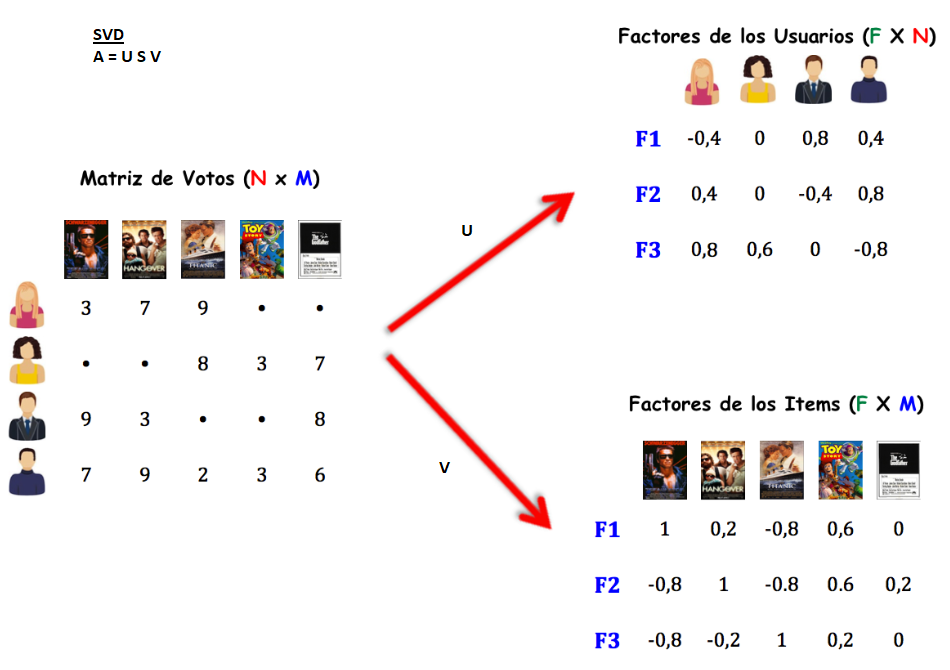 SVD
A = U S V
Matriz de Votos (N x M)
TOY
STORY
HANGOVER
TITANIC
The
Godfather
3 7 9 • •
• • 8 3 7
9 3 • • 8
7 9 2 3 6
U
V
Factores de los Usuarios (F X N)
F1 -0,4 0 0,8 0,4
F2 0,4 0 -0,4 0,8
F3 0,8 0,6 0 -0,8
Factores de los Items (F X M)
TOY
STORY
HANGOVER
TITANIC
The
Godfather
F1 1 0,2 -0,8 0,6 0
F2 -0,8 1 -0.8 0.6 0,2
F3 -0,8 -0,2 1 0,2 0